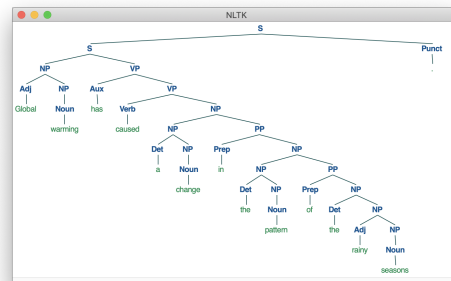 NLTK
S
S Punct
NP VP .
Adj NP Aux VP
Global Noun has Verb NP
warming caused NP PP
Det NP Prep NP
a Noun in NP PP
change Det NP Prep NP
the Noun of Det NP
pattern the Adj NP
rainy Noun
seasons